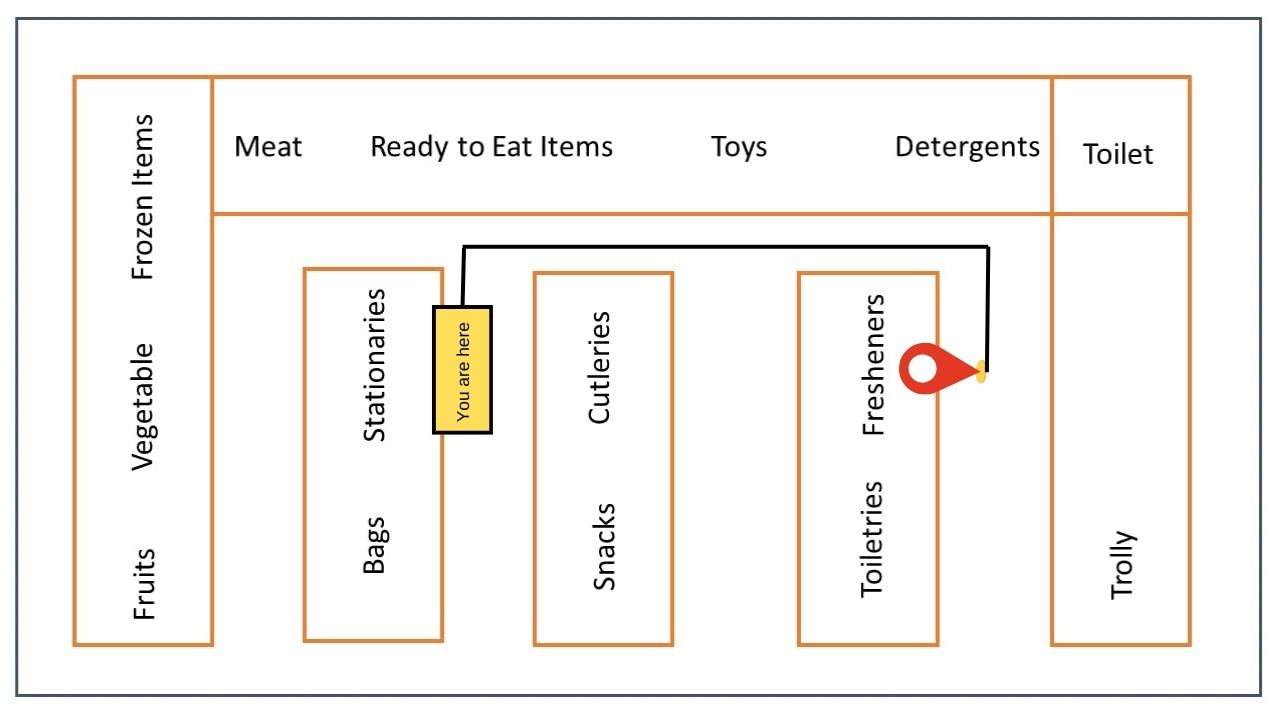 Meat
Ready to Eat Items
Toys
Detergents
Toilet
Frozen Items
Vegetable
Fruits
Stationaries
Bags
You are here
Cutleries
Snacks
Fresheners
Toiletries
Trolly